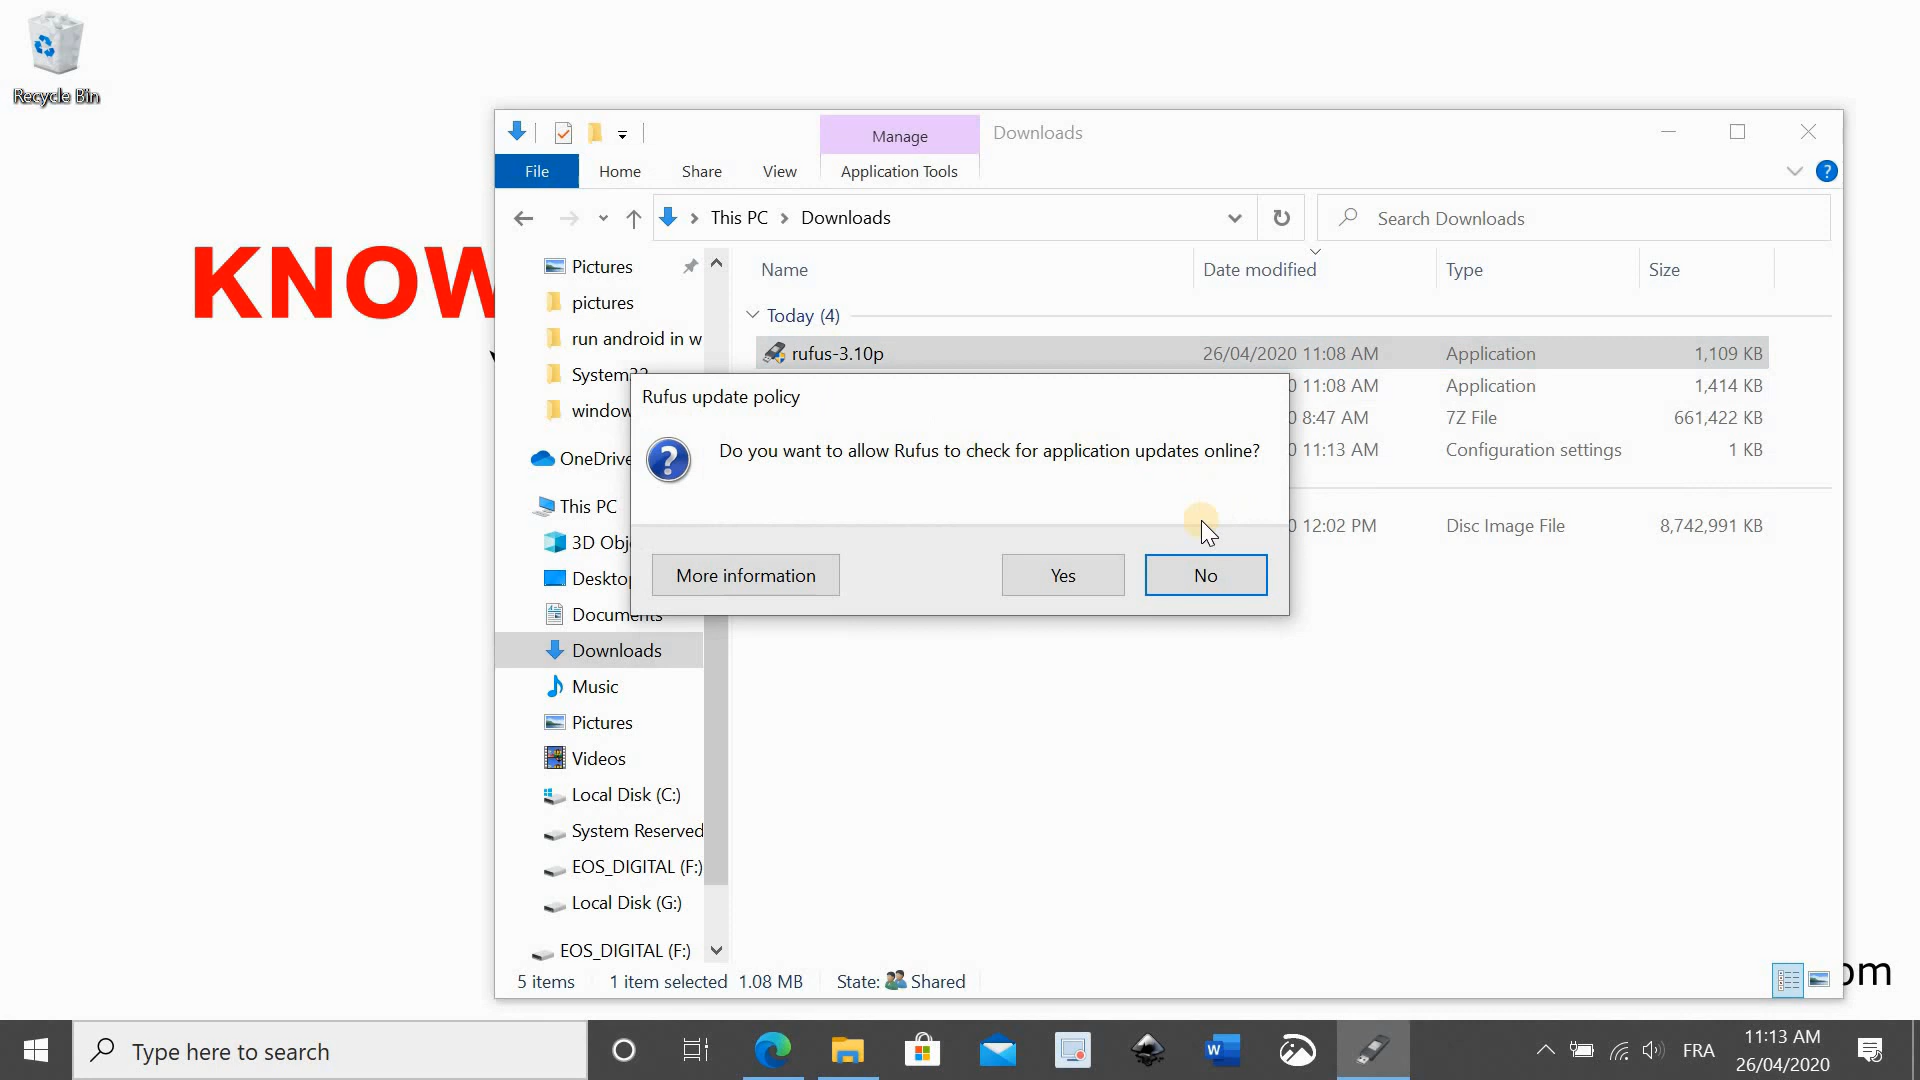 Recycle Bin
KNOW
Manage
Downloads
File
Home
Share
View
Application Tools
This PC
Downloads
Search Downloads
Name
Date modified
Type
Size
Today (4)
rufus-3.10p
26/04/2020 11:08 AM
Application
1,109 KB
0 11:08 AM
Application
1,414 KB
0 8:47 AM
7Z File
661,422 KB
0 11:13 AM
Configuration settings
1 KB
0 12:02 PM
Disc Image File
8,742,991 KB
Pictures
pictures
run android in w
System32
window
OneDrive
This PC
3D Obj
Desktop
Documents
Downloads
Music
Pictures
Videos
Local Disk (C:)
System Reserved
EOS_DIGITAL (F:)
Local Disk (G:)
EOS_DIGITAL (F:)
Rufus update policy
Do you want to allow Rufus to check for application updates online?
More information
Yes
No
5 items
1 item selected 1.08 MB
State: Shared
om
Type here to search
FRA
11:13 AM
26/04/2020